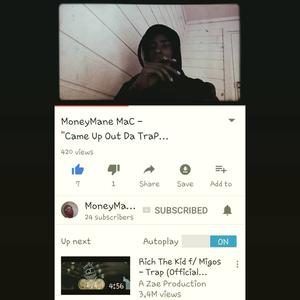 MoneyMane MaC –
"Came Up Out Da TraP...
420 views
7
1
Share
Save
Add to
MoneyMa...
SUBSCRIBED
24 subscribers
Up next
Autoplay
ON
Rich The Kid f/ Migos
– Trap (Official...
A Zae Production
3,4M views
4:56